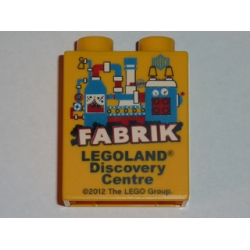 FABRIK
LEGOLAND®
Discovery
Centre
©2012 The LEGO Group.